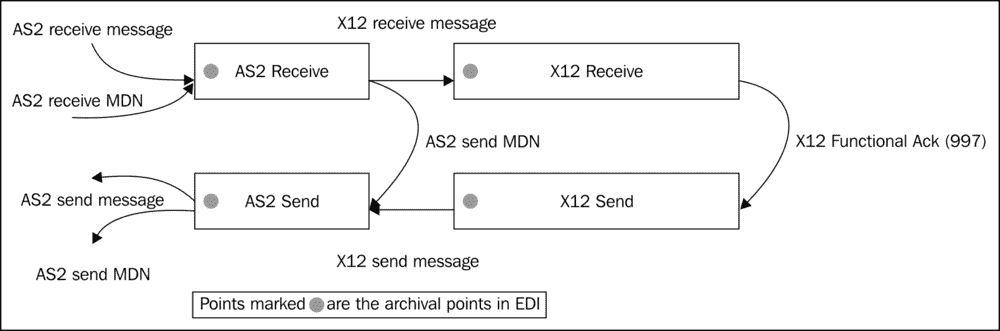 AS2 receive message
X12 receive message
AS2 Receive
X12 Receive
AS2 receive MDN
AS2 send MDN
X12 Functional Ack (997)
AS2 send message
AS2 Send
X12 Send
AS2 send MDN
X12 send message
Points marked are the archival points in EDI